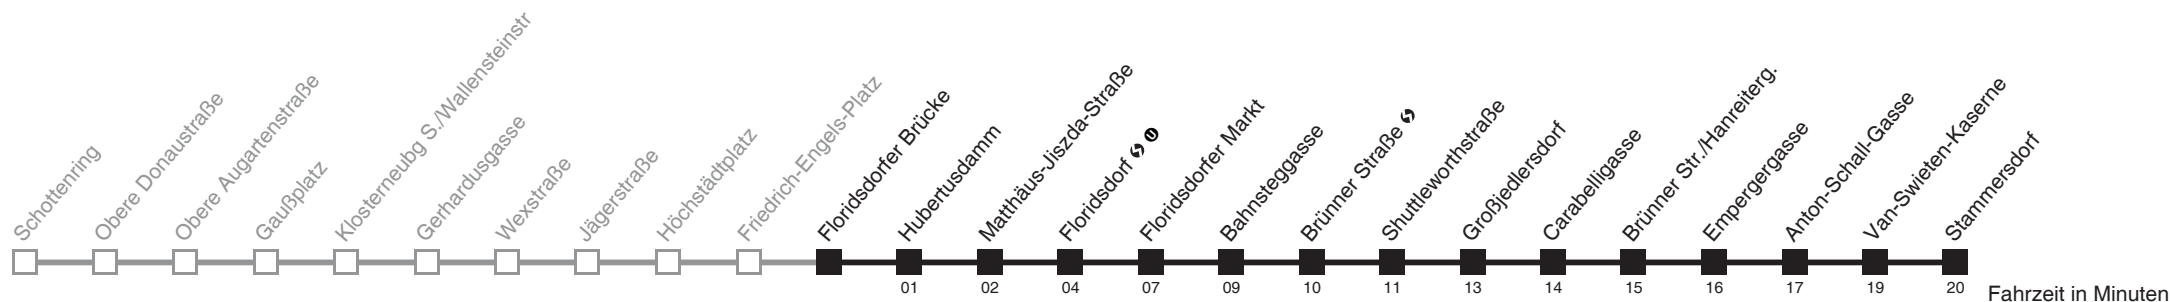 Schottenring
Obere Donaustraße
Obere Augartenstraße
Gaußplatz
Klosterneubg S./Wallensteinstr
Gerhardusgasse
Wexstraße
Jägerstraße
Höchstädtplatz
Friedrich-Engels-Platz
Floridsdorfer Brücke
Hubertusdamm
Matthäus-Jiszda-Straße
Floridsdorf S U
Floridsdorfer Markt
Bahnsteggasse
Brünner Straße S
Shuttleworthstraße
Großjedlersdorf
Carabelligasse
Brünner Str./Hanreiterg.
Empergergasse
Anton-Schall-Gasse
Van-Swieten-Kaserne
Stammersdorf
01 02 04 07 09 10 11 13 14 15 16 17 19 20 Fahrzeit in Minuten